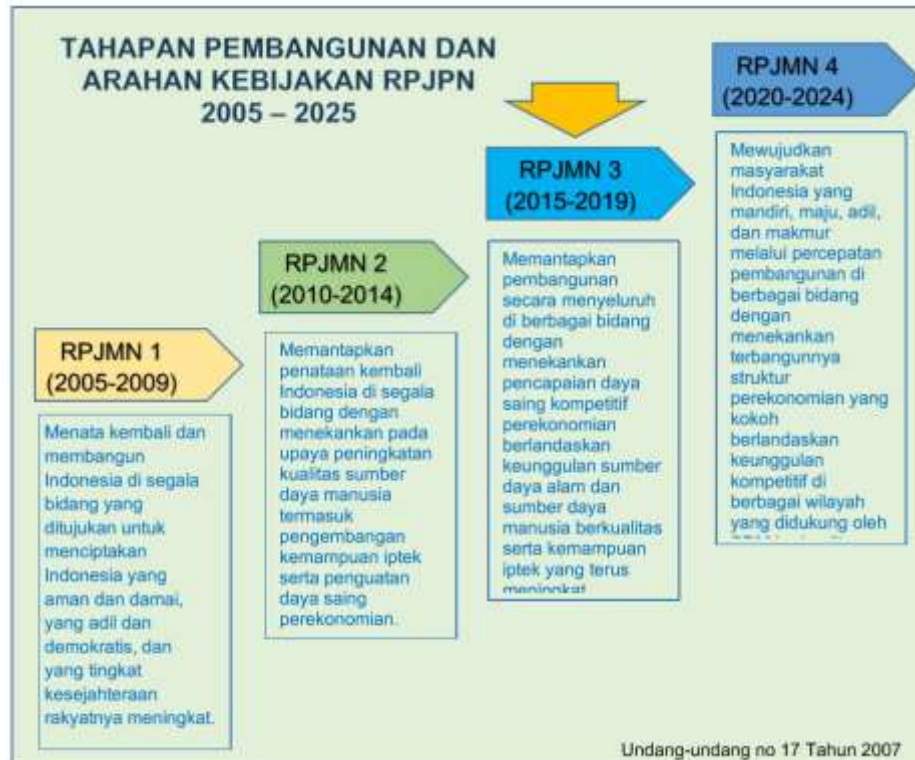 TAHAPAN PEMBANGUNAN DAN
ARAHAN KEBIJAKAN RPJPN
2005 – 2025
RPJMN 1
(2005-2009)
Menata kembali dan
membangun
Indonesia di segala
bidang yang
ditujukan untuk
menciptakan
Indonesia yang
aman dan damai,
yang adil dan
demokratis, dan
yang tingkat
kesejahteraan
rakyatnya meningkat.
RPJMN 2
(2010-2014)
Memantapkan
penataan kembali
Indonesia di segala
bidang dengan
menekankan pada
upaya peningkatan
kualitas sumber
daya manusia
termasuk
pengembangan
kemampuan iptek
serta penguatan
daya saing
perekonomian.
RPJMN 3
(2015-2019)
Memantapkan
pembangunan
secara menyeluruh
di berbagai bidang
dengan
menekankan
pencapaian daya
saing kompetitif
perekonomian
berlandaskan
keunggulan sumber
daya alam dan
sumber daya
manusia berkualitas
serta kemampuan
iptek yang terus
meningkat
RPJMN 4
(2020-2024)
Mewujudkan
masyarakat
Indonesia yang
mandiri, maju, adil,
dan makmur
melalui percepatan
pembangunan di
berbagai bidang
dengan
menekankan
terbangunnya
struktur
perekonomian yang
kokoh
berlandaskan
keunggulan
kompetitif di
berbagai wilayah
yang didukung oleh
Undang-undang no 17 Tahun 2007